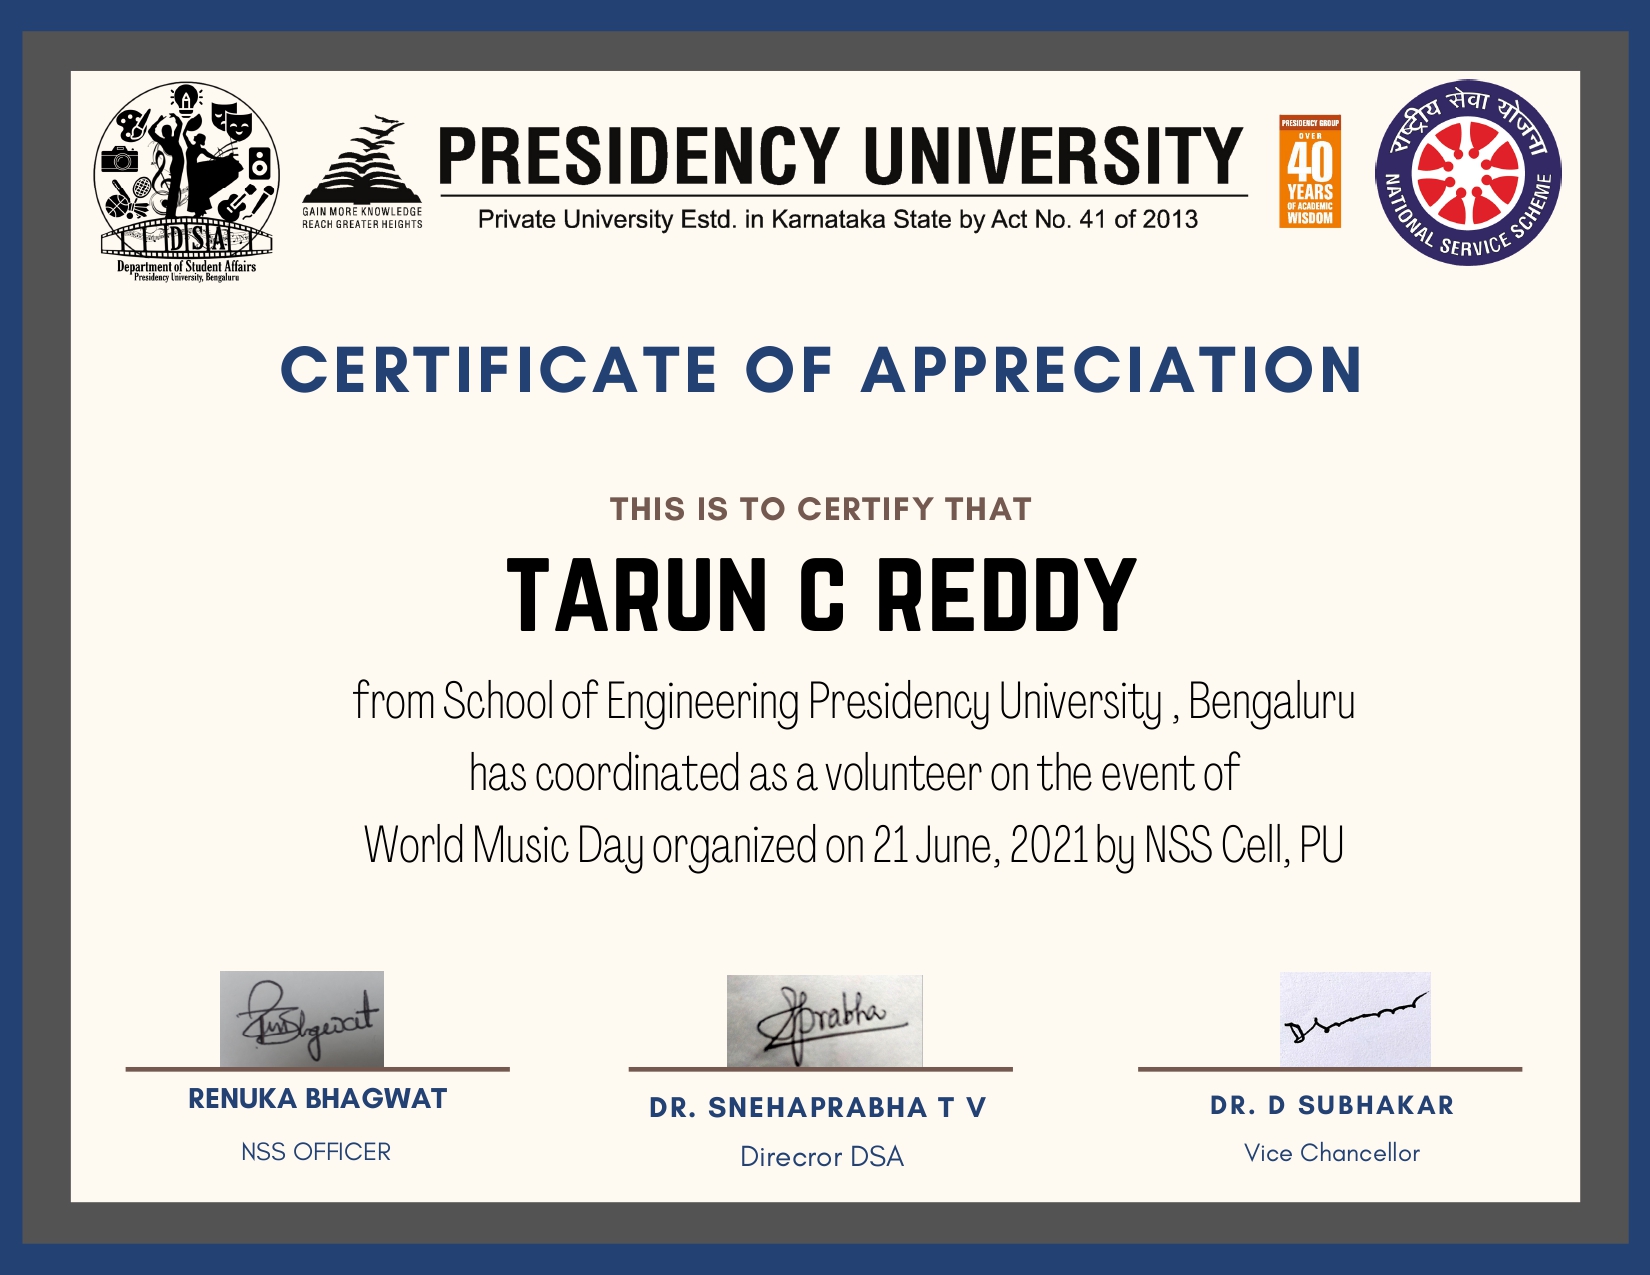 DSA
Department of Student Affairs
Presidency University, Bengaluru
GAIN MORE KNOWLEDGE
REACH GREATER HEIGHTS
PRESIDENCY UNIVERSITY
Private University Estd. in Karnataka State by Act No. 41 of 2013
PRESIDENCY GROUP
OVER
40
YEARS
OF ACADEMIC
WISDOM
राष्ट्रीय सेवा योजना
NATIONAL SERVICE SCHEME
CERTIFICATE OF APPRECIATION
THIS IS TO CERTIFY THAT
TARUN C REDDY
from School of Engineering Presidency University , Bengaluru
has coordinated as a volunteer on the event of
World Music Day organized on 21 June, 2021 by NSS Cell, PU
RENUKA BHAGWAT
NSS OFFICER
DR. SNEHAPRABHA T V
Direcror DSA
DR. D SUBHAKAR
Vice Chancellor